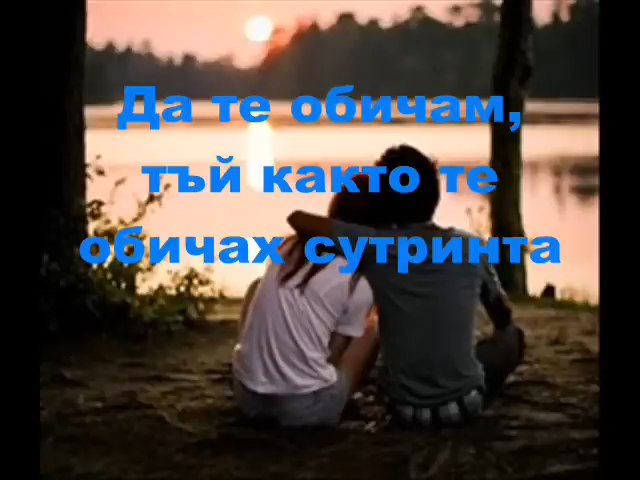 Да те обичам,
тъй както те
обичах сутринта